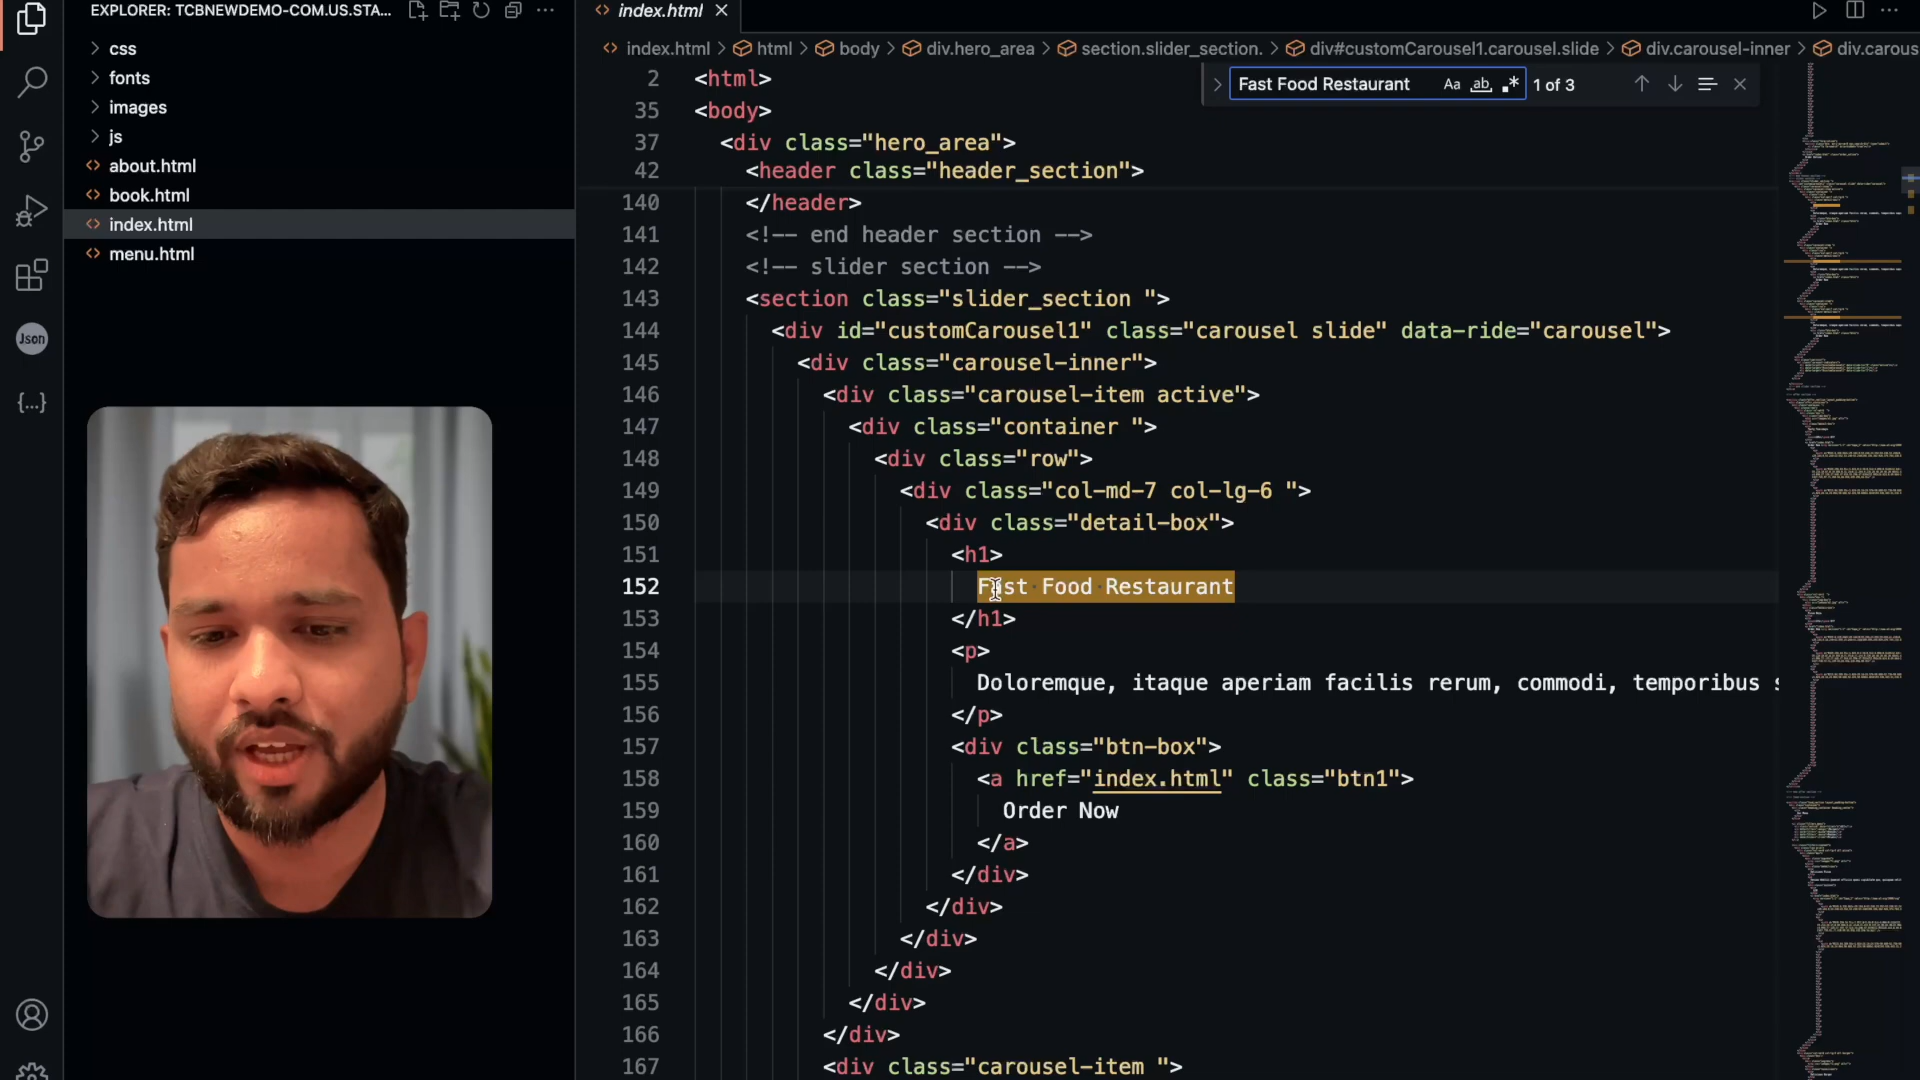 EXPLORER: TCBNEWDEMO-COM.US.STA...
css
fonts
images
js
about.html
book.html
index.html
menu.html
Json
{...}
index.html
index.html > html > body > div.hero_area > section.slider_section. > div#customCarousel1.carousel.slide > div.carousel-inner > div.carous
Fast Food Restaurant Aa ab .* 1 of 3
2 <html>
35 <body>
37 <div class="hero_area">
42 <header class="header_section">
140 </header>
141 <!-- end header section -->
142 <!-- slider section -->
143 <section class="slider_section ">
144 <div id="customCarousel1" class="carousel slide" data-ride="carousel">
145 <div class="carousel-inner">
146 <div class="carousel-item active">
147 <div class="container ">
148 <div class="row">
149 <div class="col-md-7 col-lg-6 ">
150 <div class="detail-box">
151 <h1>
152 Fast Food Restaurant
153 </h1>
154 <p>
155 Doloremque, itaque aperiam facilis rerum, commodi, temporibus s
156 </p>
157 <div class="btn-box">
158 <a href="index.html" class="btn1">
159 Order Now
160 </a>
161 </div>
162 </div>
163 </div>
164 </div>
165 </div>
166 </div>
167 <div class="carousel-item ">